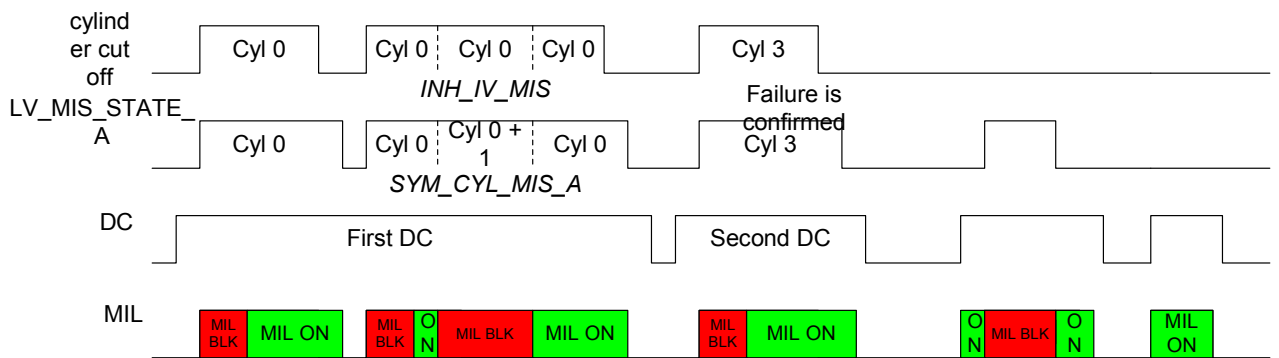 cylind
er cut
off
Cyl 0
Cyl 0
Cyl 0
Cyl 0
Cyl 3
INH_IV_MIS
LV_MIS_STATE_
A
Failure is
confirmed
Cyl 0
Cyl 0
Cyl 0 +
1
Cyl 0
Cyl 3
SYM_CYL_MIS_A
DC
First DC
Second DC
MIL
MIL
BLK
MIL ON
MIL
BLK
O
N
MIL BLK
MIL ON
MIL
BLK
MIL ON
O
N
MIL BLK
O
N
MIL
ON